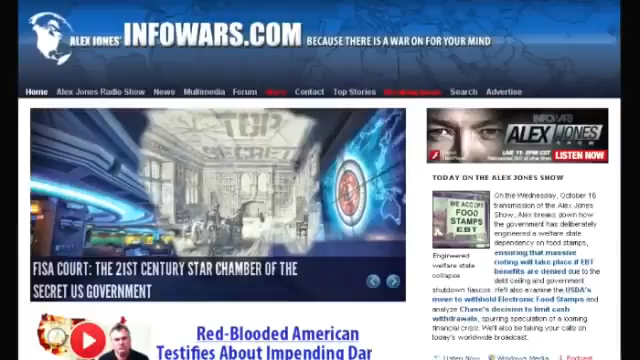 ALEX JONES' INFOWARS.COM BECAUSE THERE IS A WAR ON FOR YOUR MIND
Home Alex Jones Radio Show News Multimedia Forum Contact Top Stories Search Advertise
TOP
SECRET
FISA COURT: THE 21ST CENTURY STAR CHAMBER OF THE
SECRET US GOVERNMENT
Red-Blooded American
Testifies About Impending Dar
INFOWARS
ALEX JONES
LISTEN NOW
TODAY ON THE ALEX JONES SHOW
WE ACCEPT
FOOD
STAMPS
EBT
Engineered
welfare state
collapse
On the Wednesday, October 16
transmission of the Alex Jones
Show, Alex breaks down how
the government has deliberately
engineered a welfare state
dependency on food stamps,
ensuring that massive
rioting will take place if EBT
benefits are denied due to the
debt ceiling and government
shutdown fiascos. He'll also examine the USDA's
move to withhold Electronic Food Stamps and
analyze Chase's decision to limit cash
withdrawals, spurring speculation of a looming
financial crisis. We'll also be taking your calls on
today's worldwide broadcast.
Listen Now Windows Media Podcast